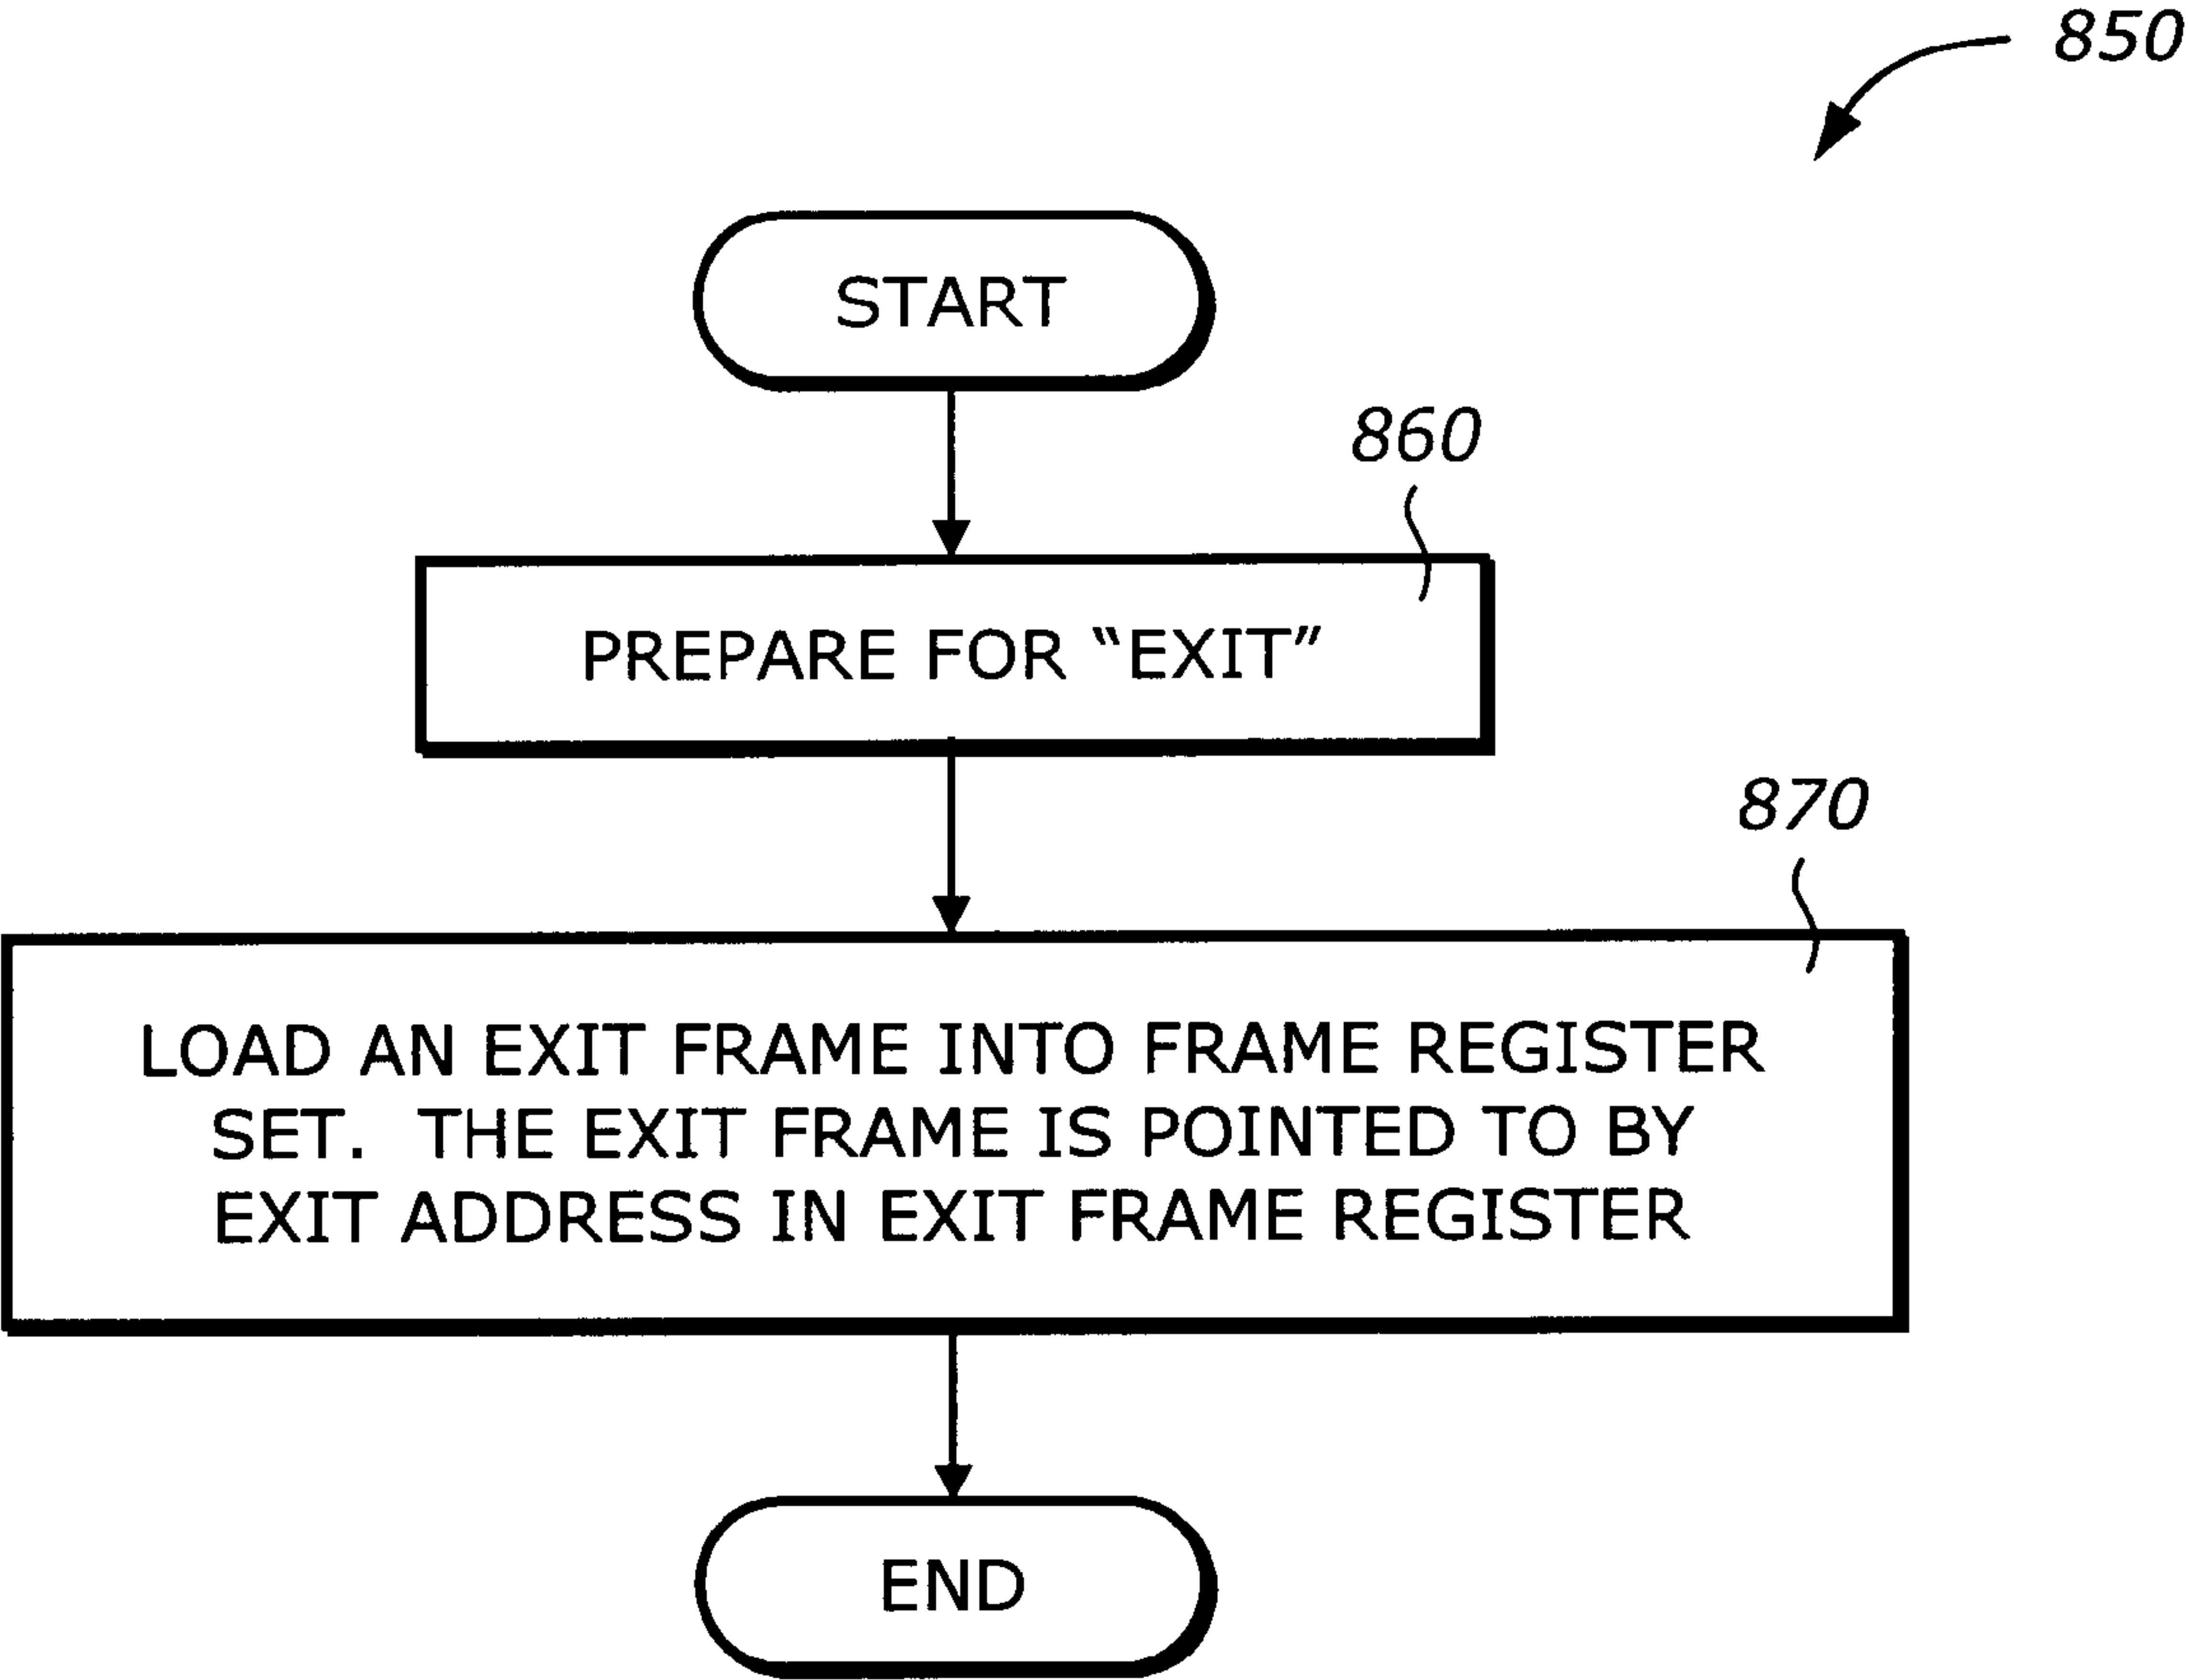 850
START
860
PREPARE FOR “EXIT”
870
LOAD AN EXIT FRAME INTO FRAME REGISTER
SET. THE EXIT FRAME IS POINTED TO BY
EXIT ADDRESS IN EXIT FRAME REGISTER
END